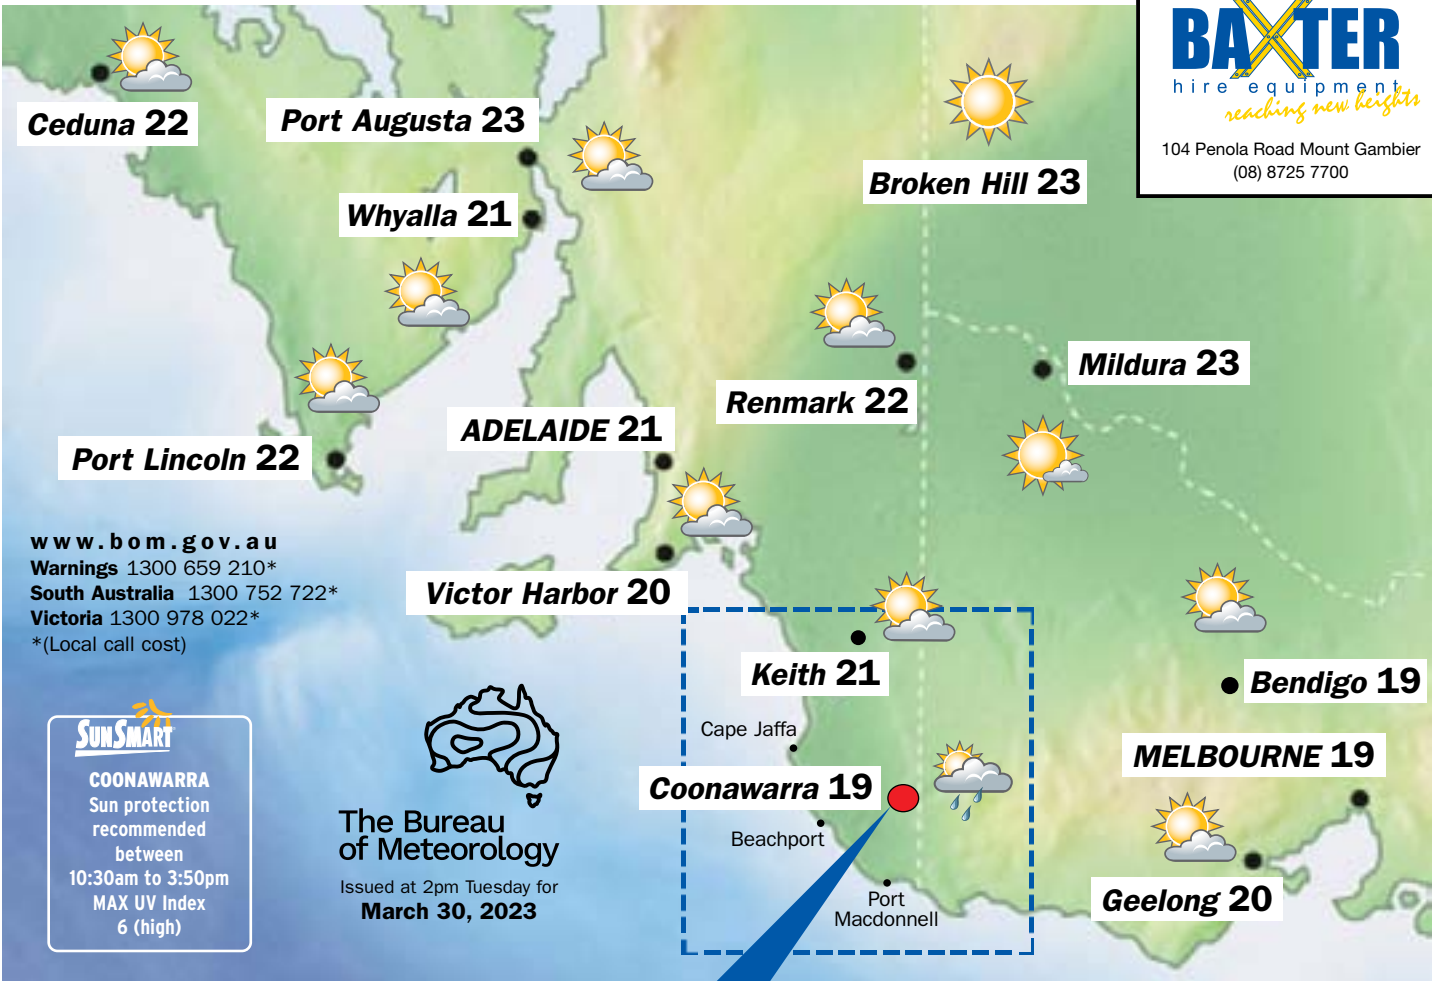 BAXTER
hire equipment
reaching new heights
104 Penola Road Mount Gambier
(08) 8725 7700
Ceduna 22
Port Augusta 23
Whyalla 21
Broken Hill 23
Renmark 22
Mildura 23
ADELAIDE 21
Port Lincoln 22
Victor Harbor 20
www.bom.gov.au
Warnings 1300 659 210*
South Australia 1300 752 722*
Victoria 1300 978 022*
*(Local call cost)
Keith 21
Bendigo 19
Cape Jaffa
MELBOURNE 19
Coonawarra 19
Beachport
Geelong 20
Port
Macdonnell
SUNSMART
COONAWARRA
Sun protection
recommended
between
10:30am to 3:50pm
MAX UV Index
6 (high)
The Bureau
of Meteorology
Issued at 2pm Tuesday for
March 30, 2023